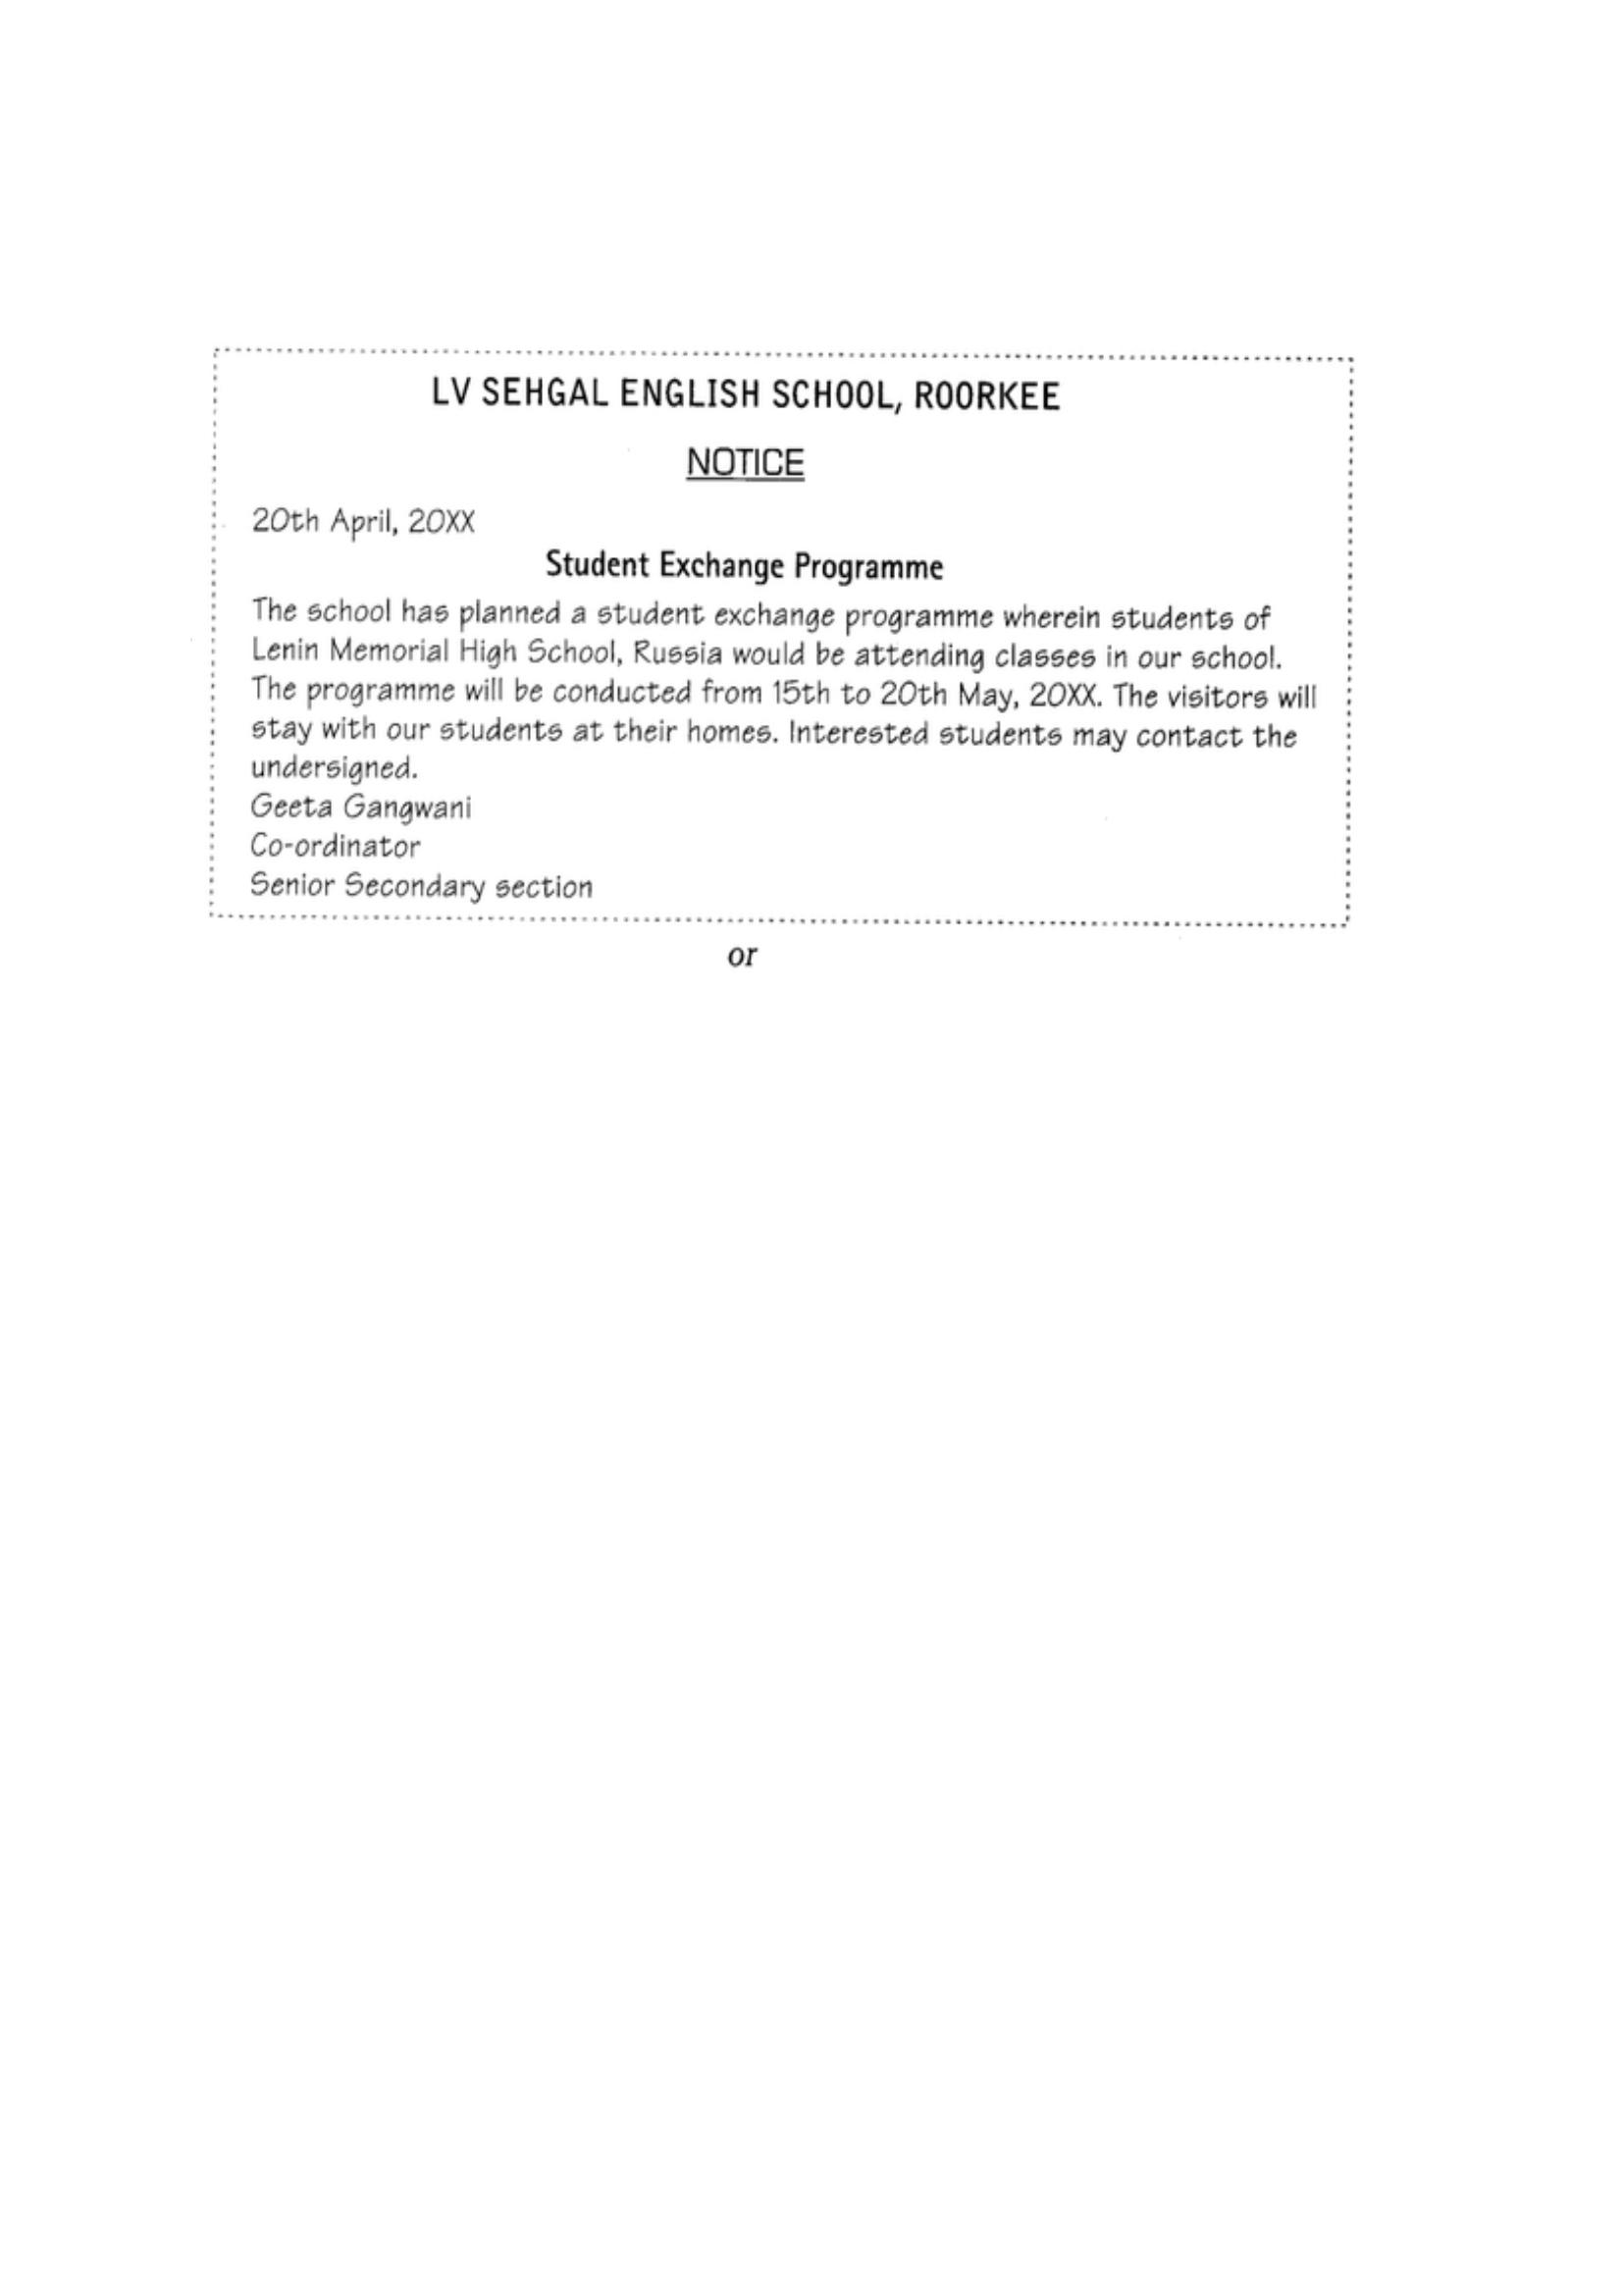 LV SEHGAL ENGLISH SCHOOL, ROORKEE
NOTICE
20th April, 20XX
Student Exchange Programme
The school has planned a student exchange programme wherein students of
Lenin Memorial High School, Russia would be attending classes in our school.
The programme will be conducted from 15th to 20th May, 20XX. The visitors will
stay with our students at their homes. Interested students may contact the
undersigned.
Geeta Gangwani
Co-ordinator
Senior Secondary section
or